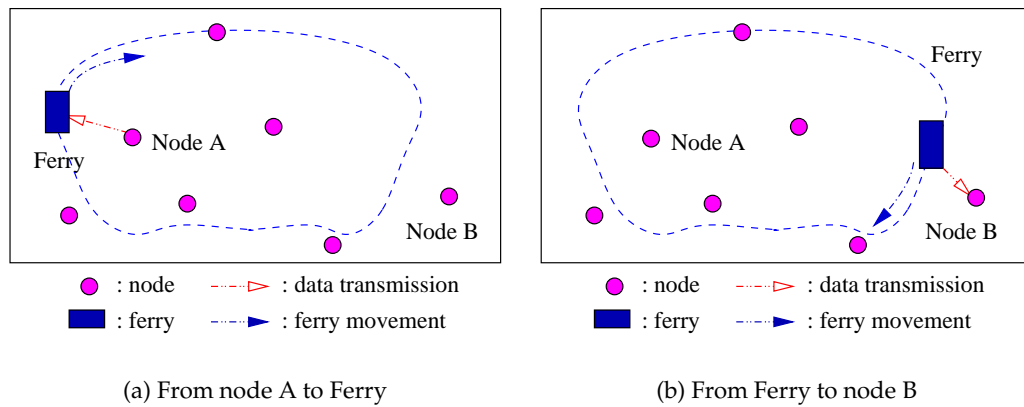 Node A
Ferry
Node B
: node
: data transmission
: ferry
: ferry movement
(a) From node A to Ferry
Ferry
Node A
Node B
: node
: data transmission
: ferry
: ferry movement
(b) From Ferry to node B